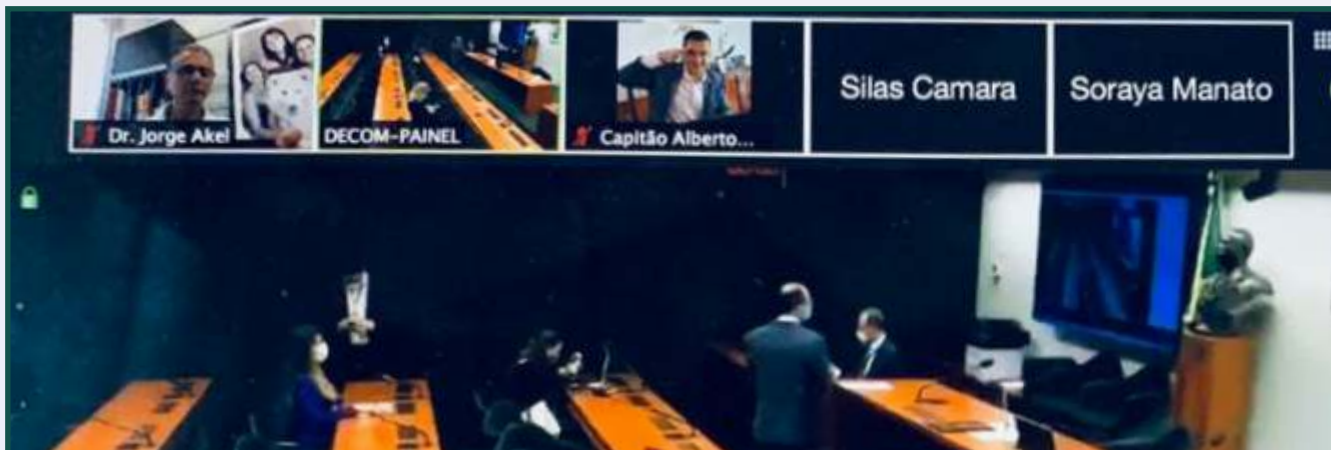 Dr. Jorge Akel
DECOM-PAINEL
Capitão Alberto...
Silas Camara
Soraya Manato